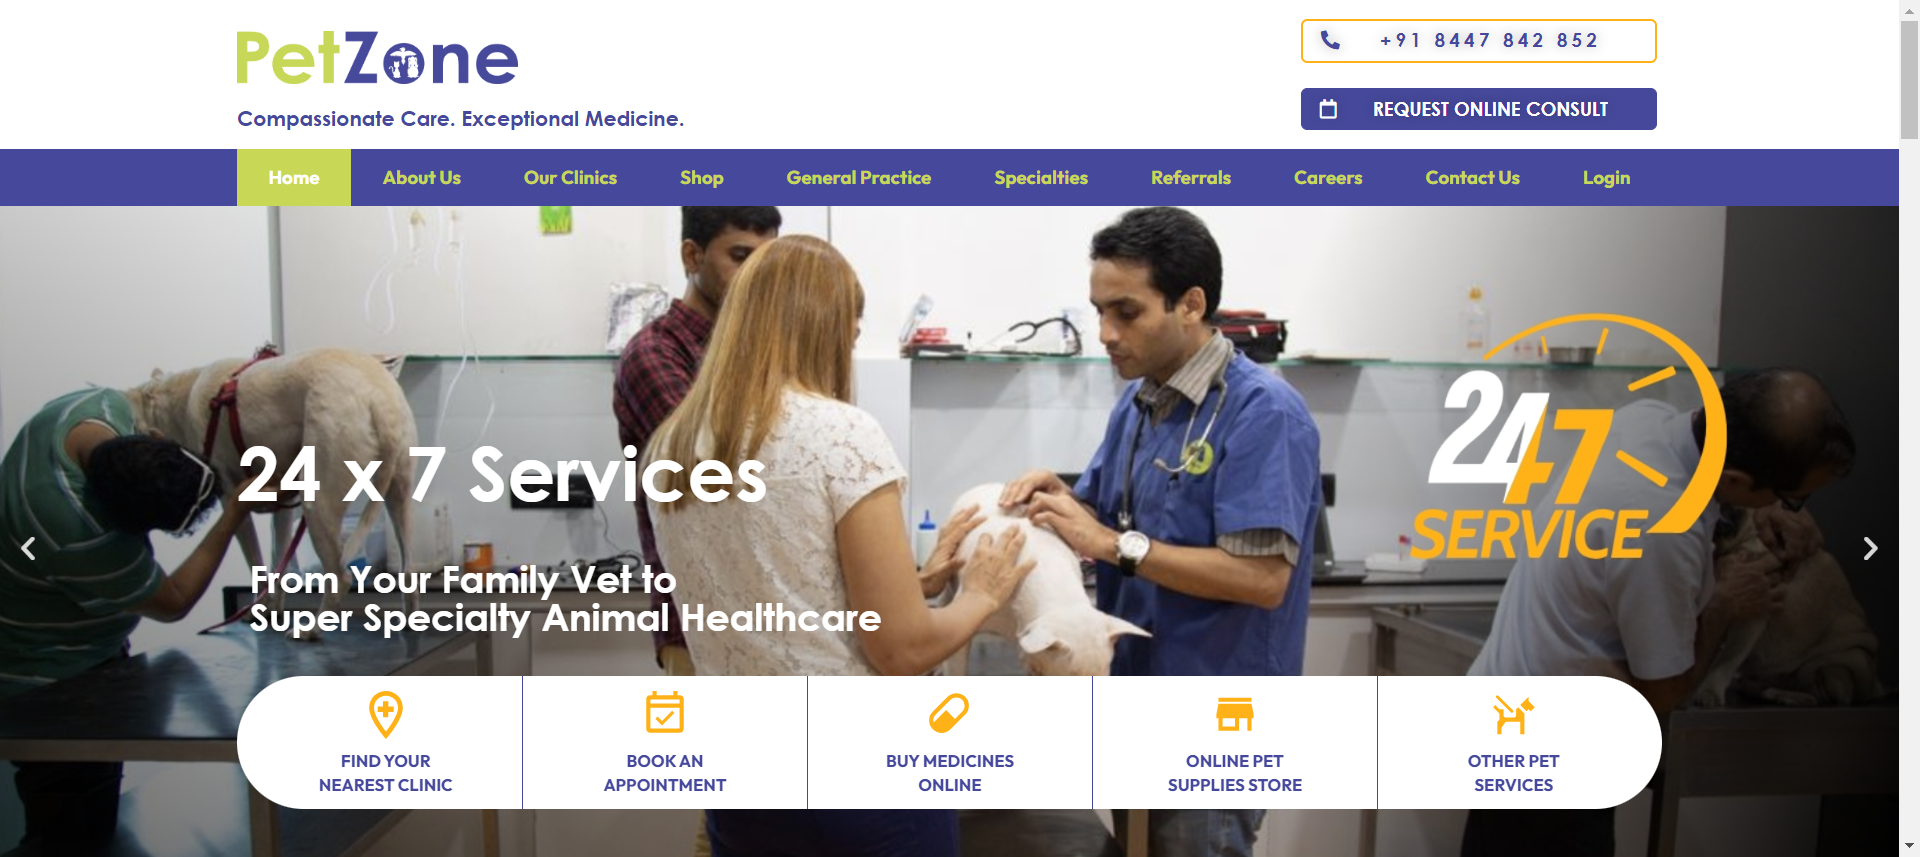 PetZone
Compassionate Care. Exceptional Medicine.
+91 8447 842 852
REQUEST ONLINE CONSULT
Home About Us Our Clinics Shop General Practice Specialties Referrals Careers Contact Us Login
24 x 7 Services
From Your Family Vet to
Super Specialty Animal Healthcare
247
SERVICE
FIND YOUR
NEAREST CLINIC
BOOK AN
APPOINTMENT
BUY MEDICINES
ONLINE
ONLINE PET
SUPPLIES STORE
OTHER PET
SERVICES